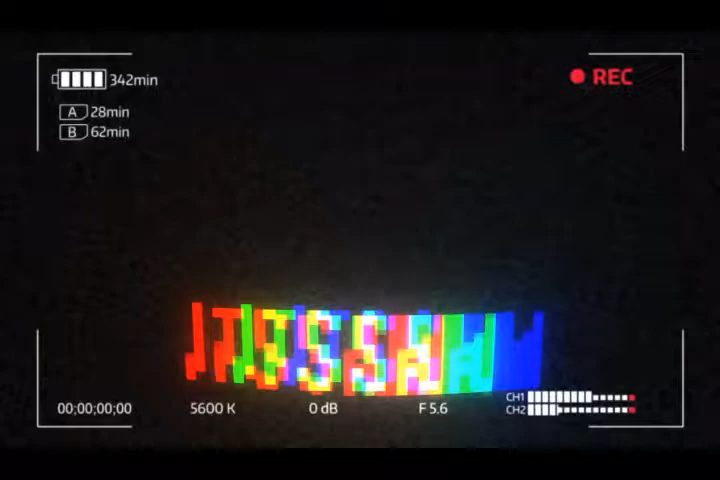 342min
REC
A 28min
B 62min
00;00;00;00 5600 K 0 dB F 5.6 CH1
CH2